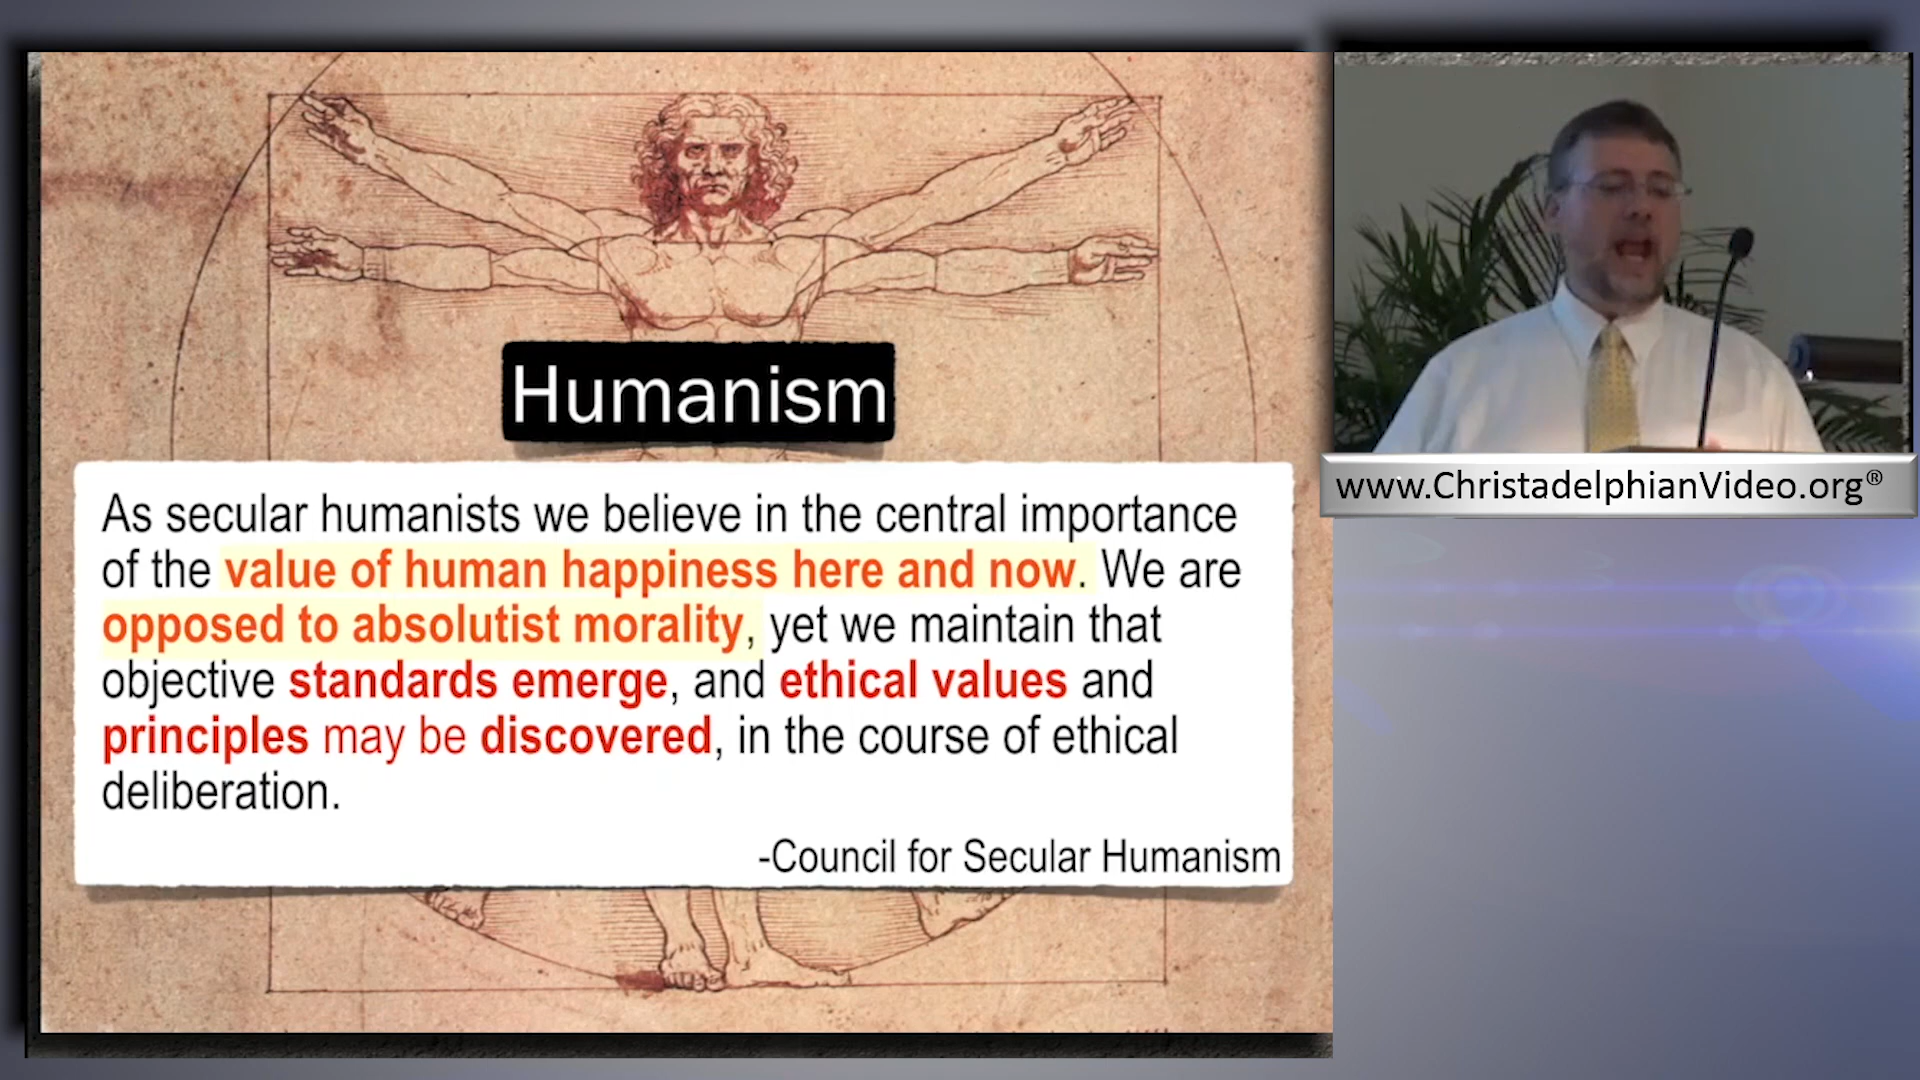 Humanism
As secular humanists we believe in the central importance
of the value of human happiness here and now. We are
opposed to absolutist morality, yet we maintain that
objective standards emerge, and ethical values and
principles may be discovered, in the course of ethical
deliberation.
-Council for Secular Humanism
www.ChristadelphianVideo.org®